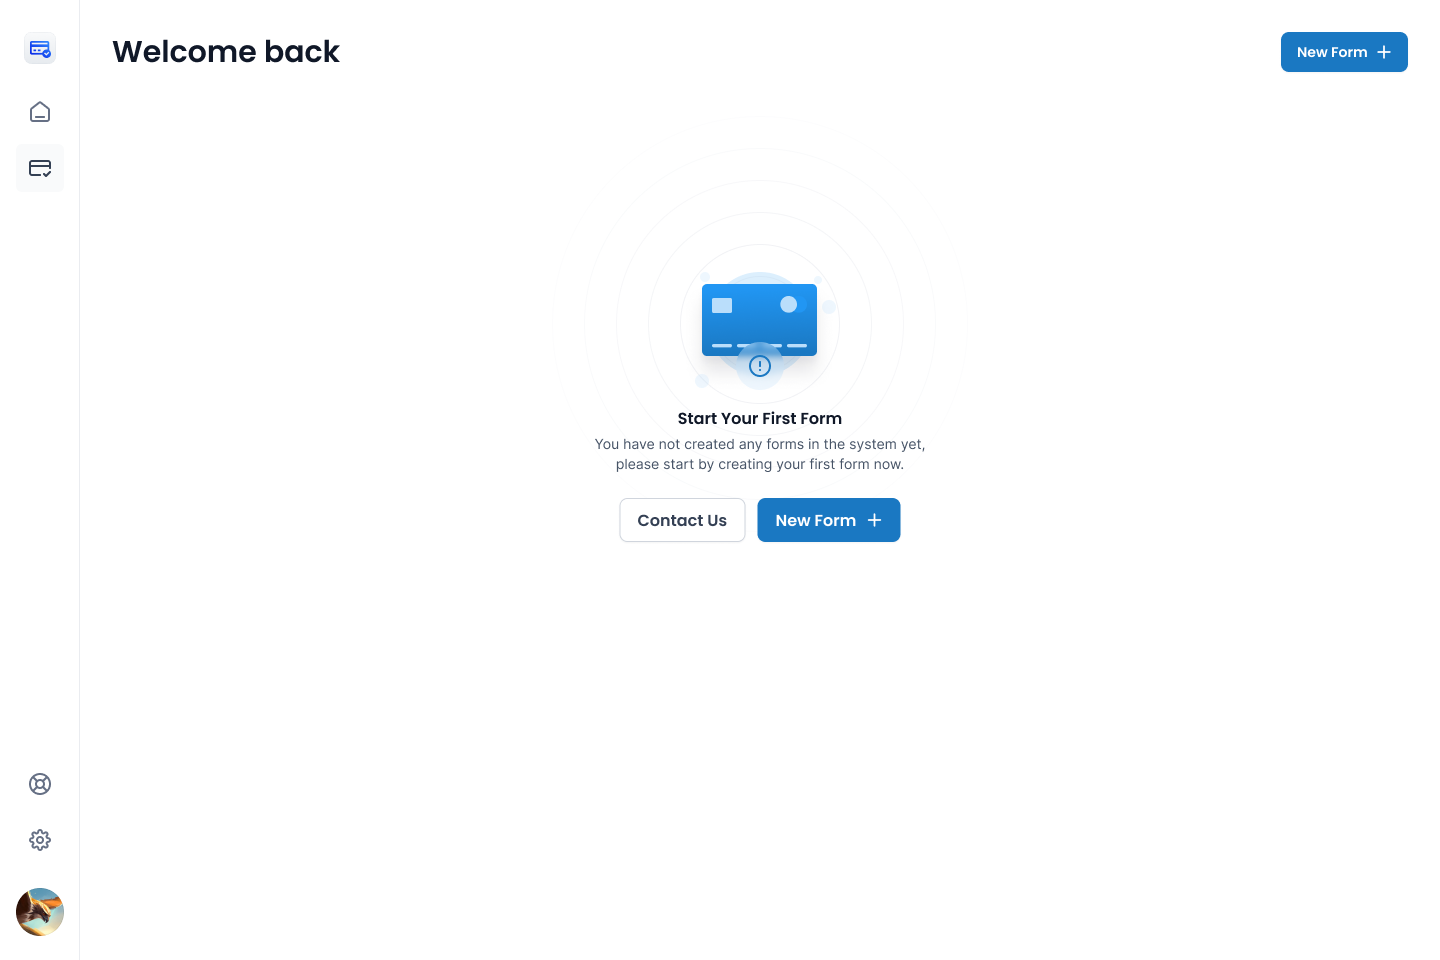 Welcome back
New Form
Start Your First Form
You have not created any forms in the system yet,
please start by creating your first form now.
Contact Us
New Form